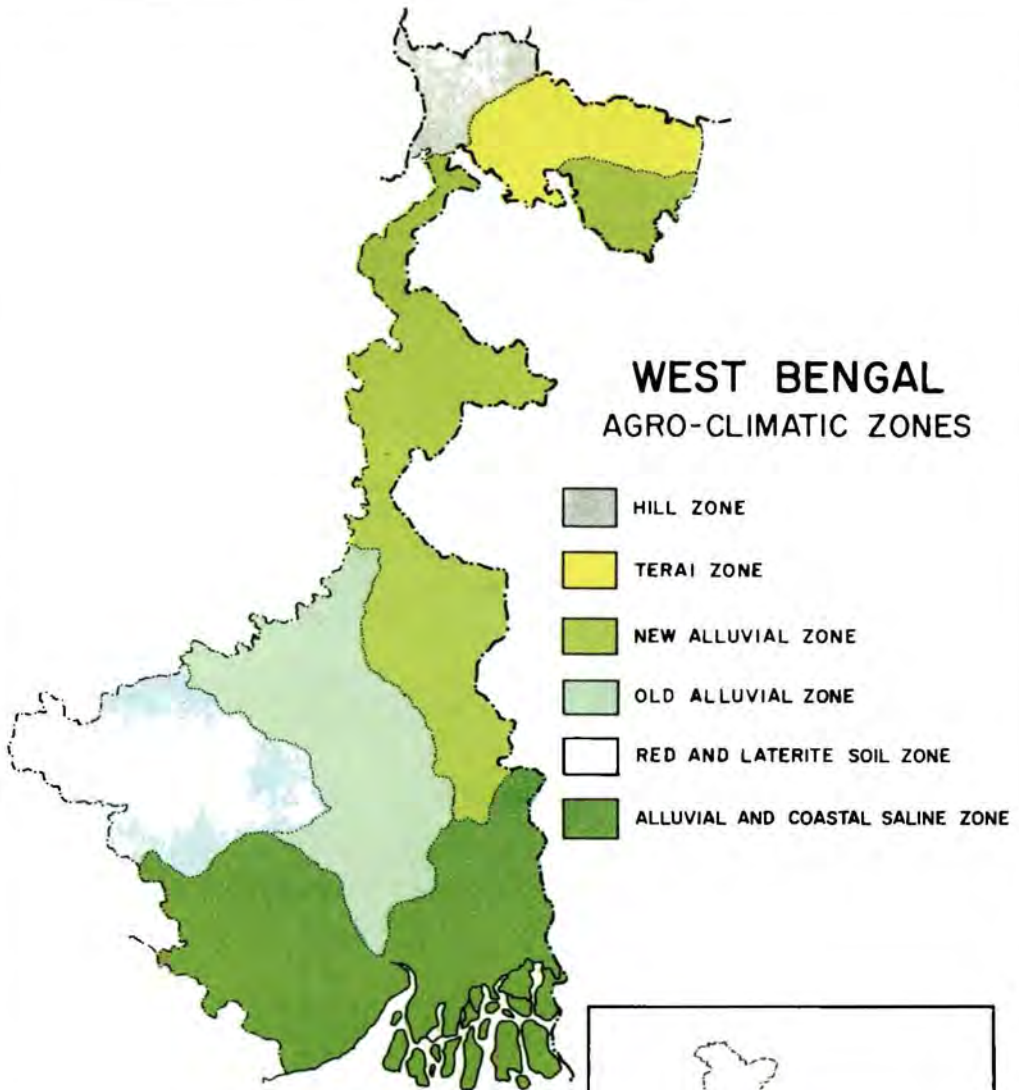 WEST BENGAL
AGRO-CLIMATIC ZONES
HILL ZONE
TERAI ZONE
NEW ALLUVIAL ZONE
OLD ALLUVIAL ZONE
RED AND LATERITE SOIL ZONE
ALLUVIAL AND COASTAL SALINE ZONE